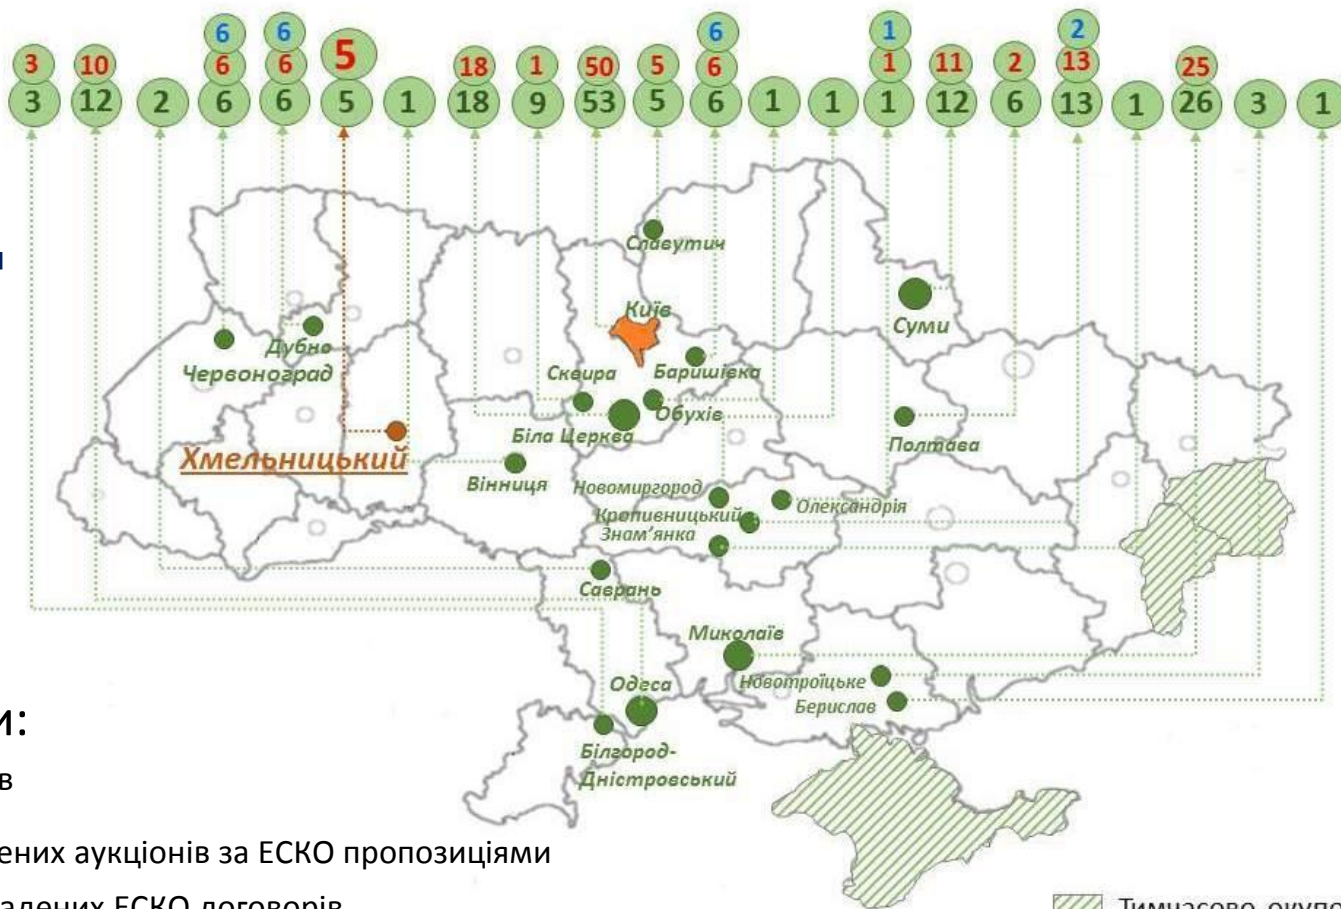 6 6 6 1 2
3 10 6 6 5 18 1 50 5 6 1 11 2 13 25
3 12 2 6 6 5 1 18 9 53 5 6 1 1 1 12 6 13 1 26 3 1
Славутич
Київ
Суми
Дубно
Червоноград
Сквира
Баришівка
Обухів
Біла Церква
Полтава
Хмельницький
Вінниця
Новомиргород
Олександрія
Кропивницький
Знам’янка
Саврань
Миколаїв
Новотроїцьке
Одеса
Берислав
Білгород-
Дністровський
и:
в
ених аукціонів за ЕСКО пропозиціями